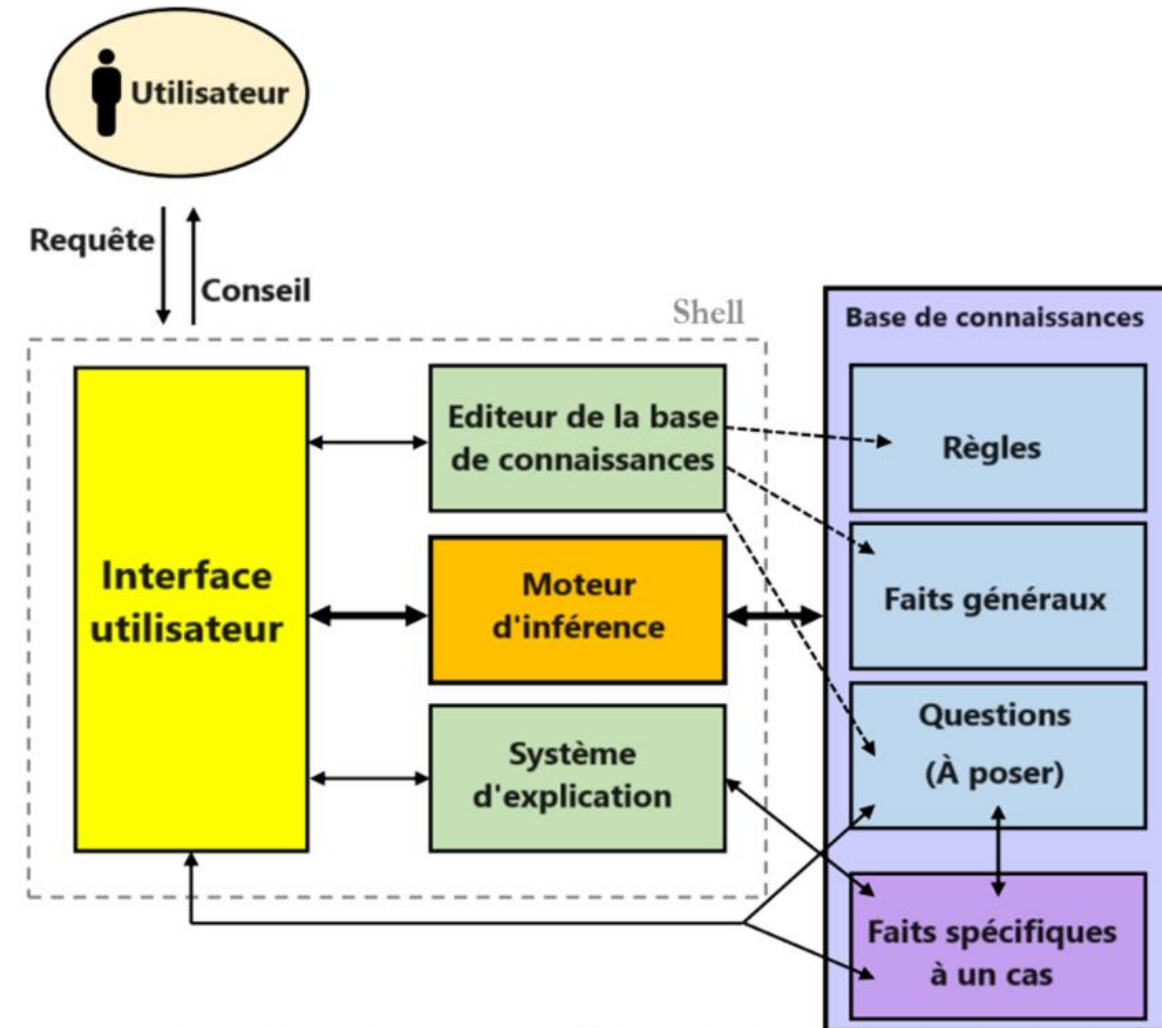 Utilisateur
Requête
Conseil
Shell
Base de connaissances
Interface
utilisateur
Editeur de la base
de connaissances
Moteur
d'inférence
Système
d'explication
Règles
Faits généraux
Questions
(À poser)
Faits spécifiques
à un cas